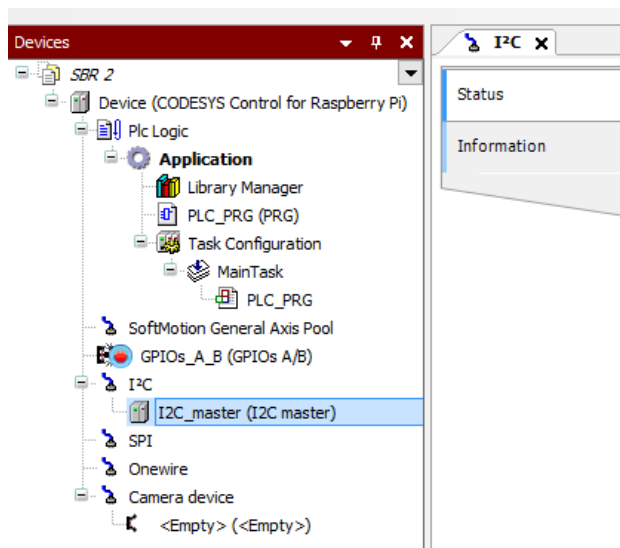 Devices
SBR 2
Device (CODESYS Control for Raspberry Pi)
Plc Logic
Application
Library Manager
PLC_PRG (PRG)
Task Configuration
MainTask
PLC_PRG
SoftMotion General Axis Pool
GPIOs_A_B (GPIOs A/B)
I²C
I2C_master (I2C master)
SPI
Onewire
Camera device
<Empty> (<Empty>)
I²C
Status
Information